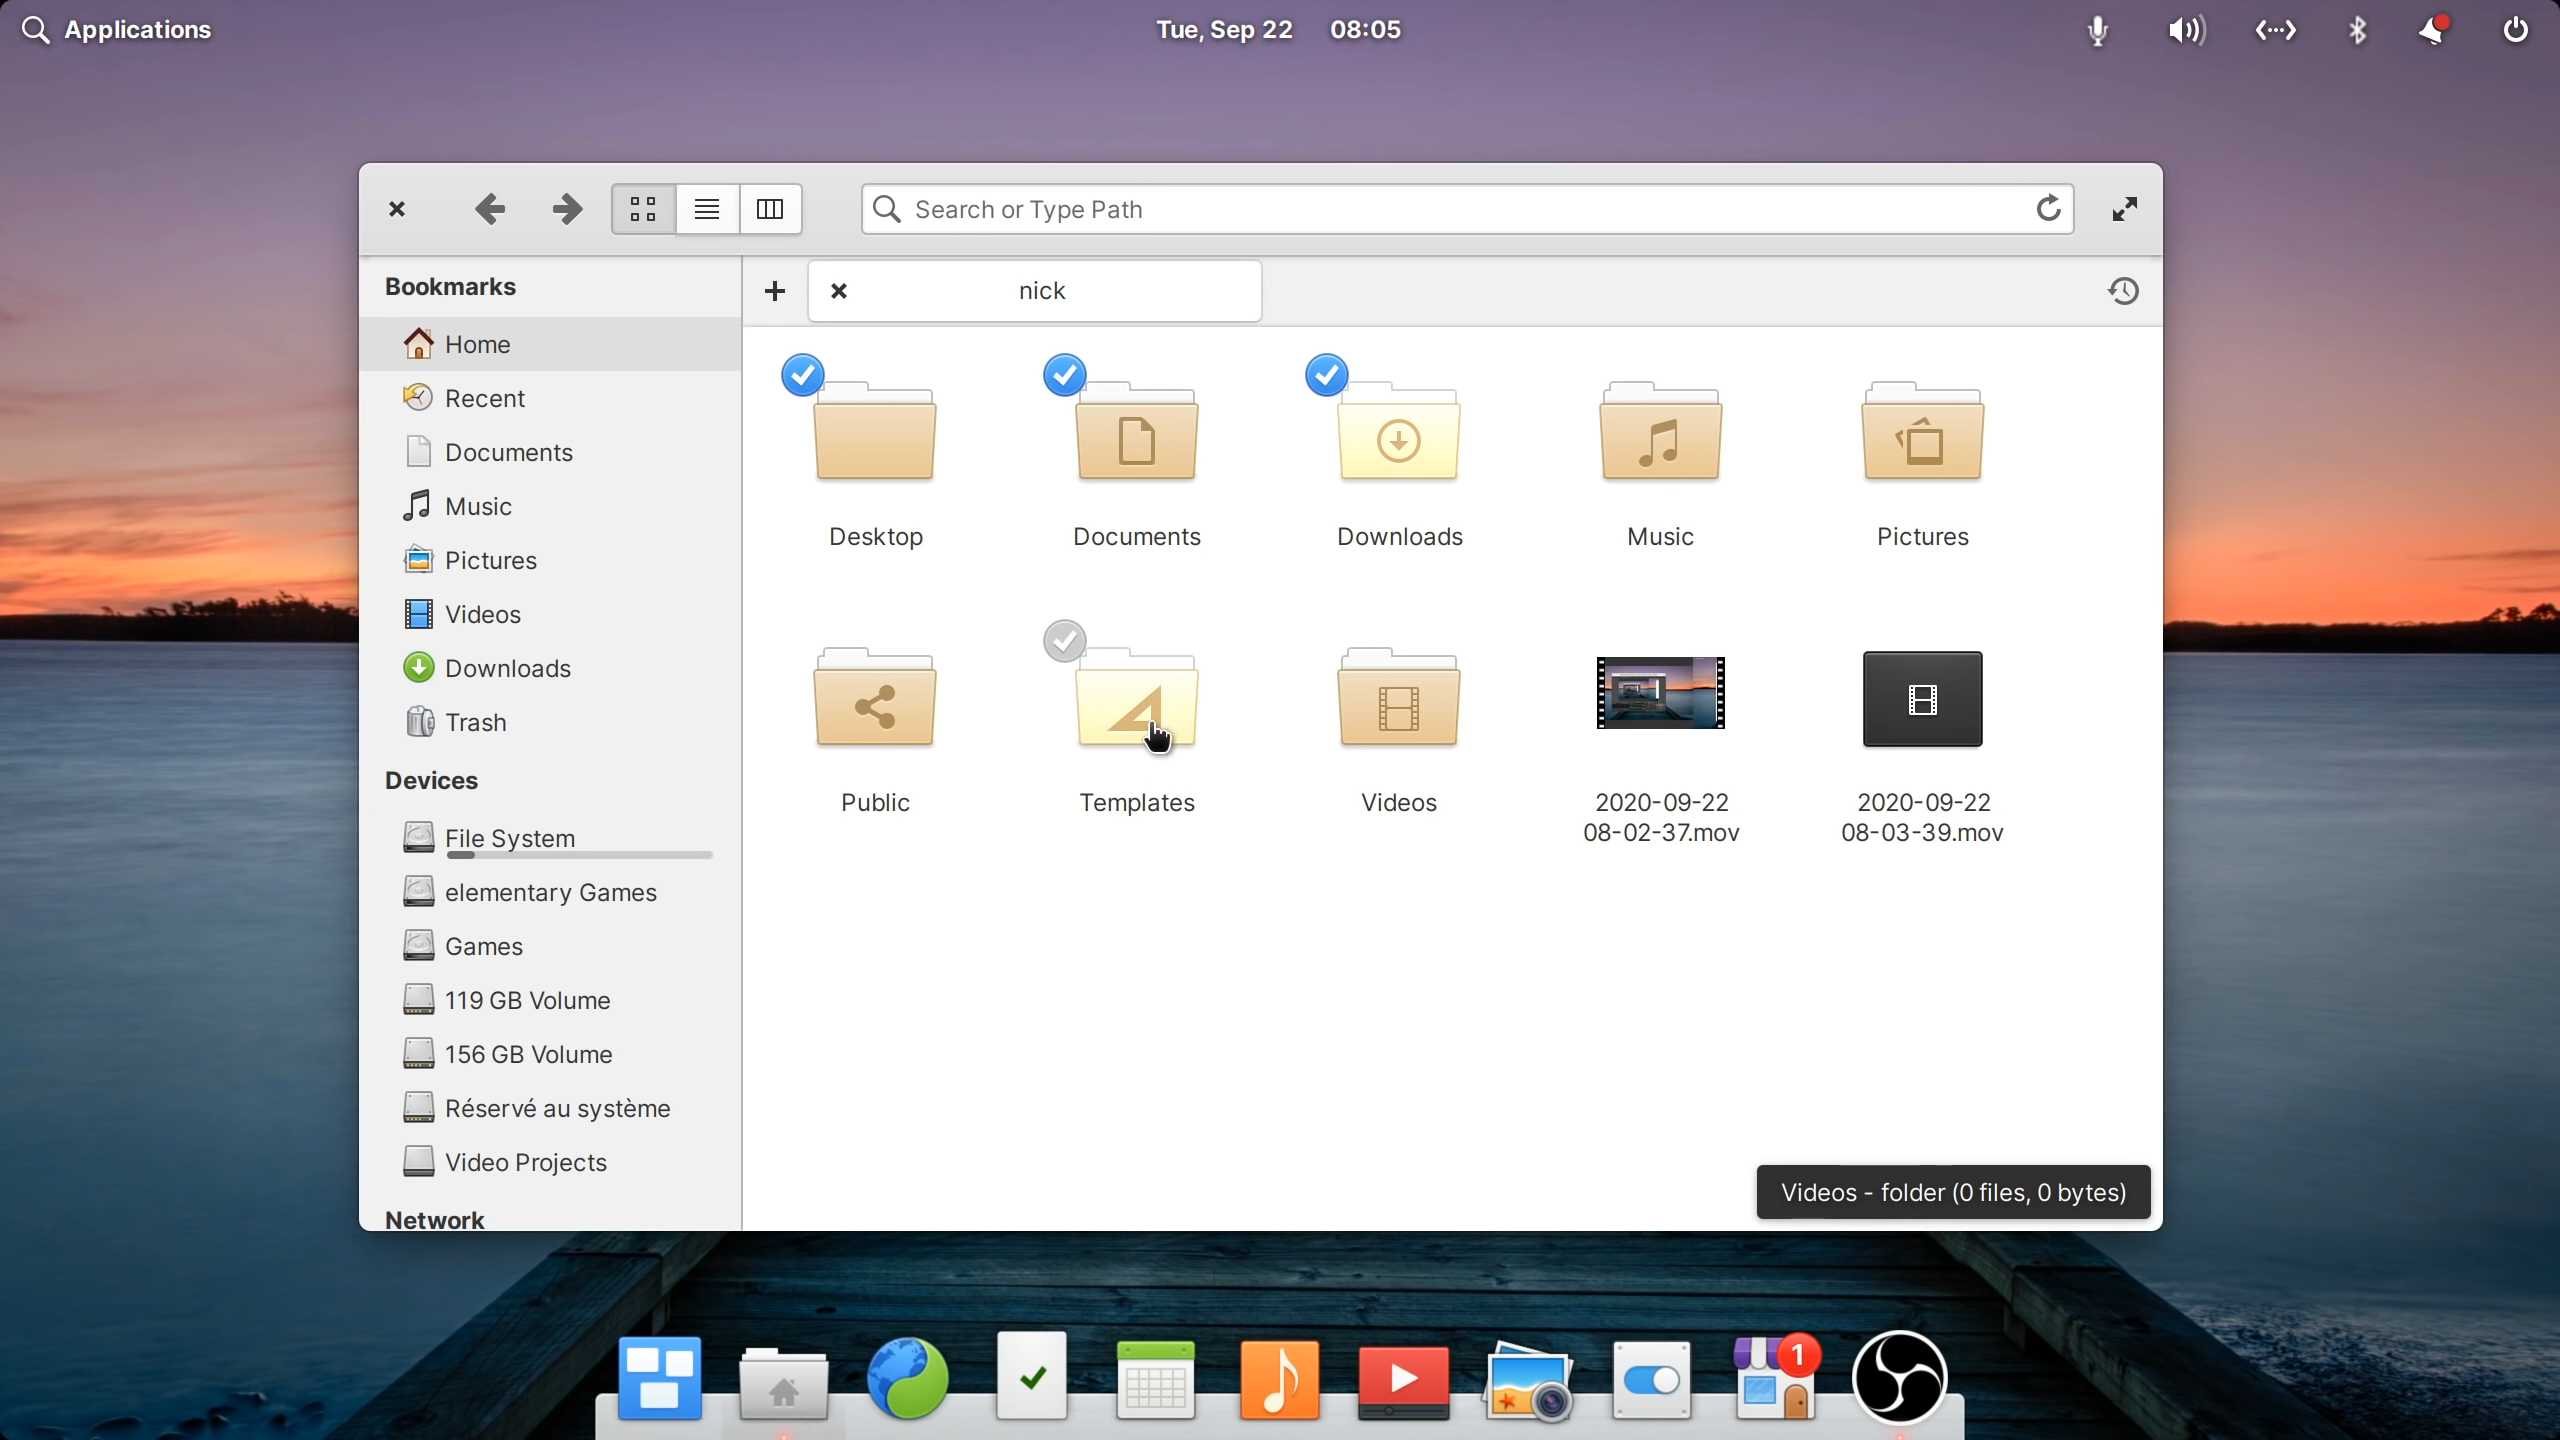 Applications
Tue, Sep 22 08:05
Search or Type Path
nick
Bookmarks
Home
Recent
Documents
Music
Pictures
Videos
Downloads
Trash
Devices
File System
elementary Games
Games
119 GB Volume
156 GB Volume
Réservé au système
Video Projects
Network
Desktop
Documents
Downloads
Music
Pictures
Public
Templates
Videos
2020-09-22
08-02-37.mov
2020-09-22
08-03-39.mov
Videos - folder (0 files, 0 bytes)
1